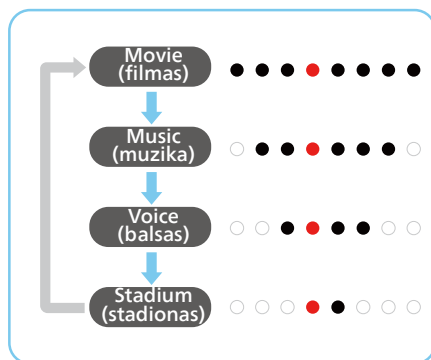 Movie
(filmas)
Music
(muzika)
Voice
(balsas)
Stadium
(stadionas)